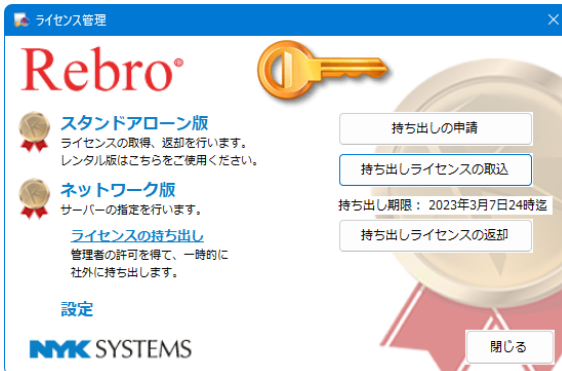 ライセンス管理
Rebro
スタンドアローン版
ライセンスの取得、返却を行います。
レンタル版はこちらをご使用ください。
ネットワーク版
サーバーの指定を行います。
ライセンスの持ち出し
管理者の許可を得て、一時的に
社外に持ち出します。
設定
NYK SYSTEMS
持ち出しの申請
持ち出しライセンスの取込
持ち出し期限： 2023年3月7日24時迄
持ち出しライセンスの返却
閉じる